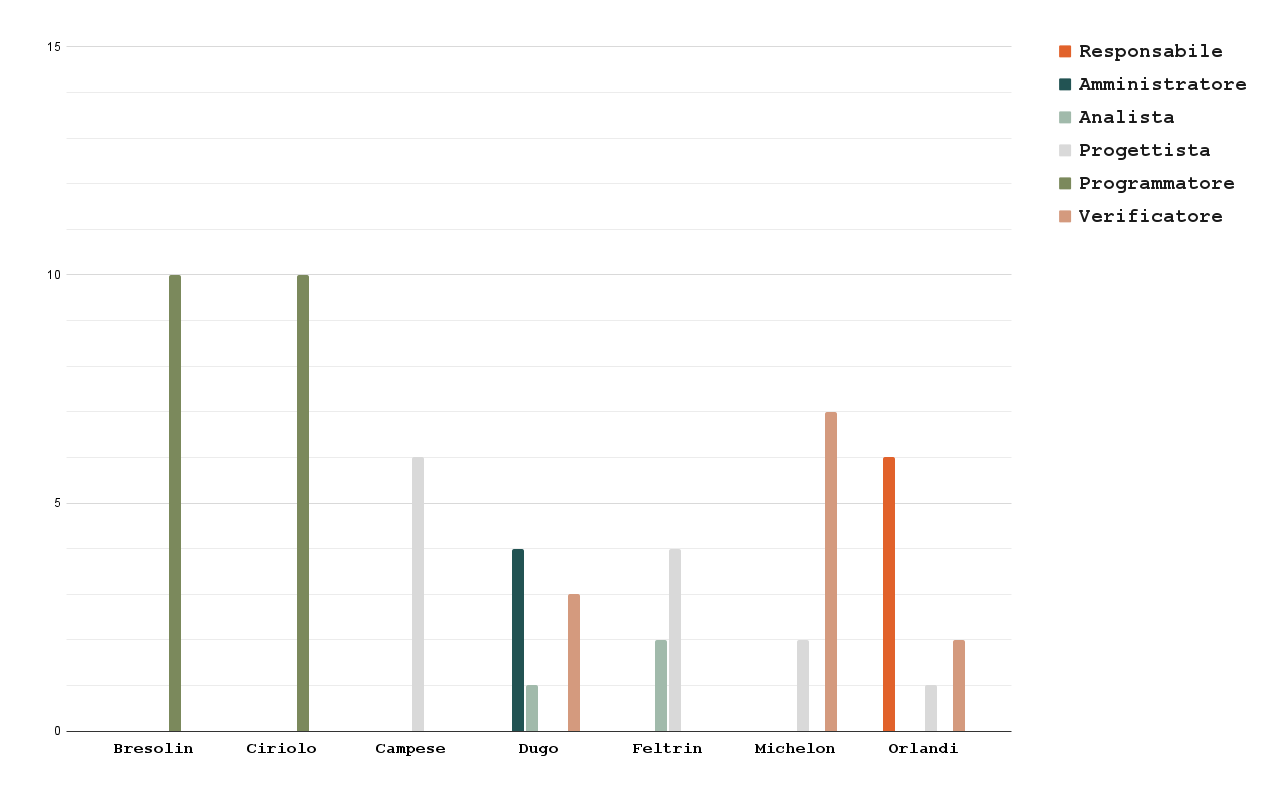 15
10
5
0
Bresolin Ciriolo Campese Dugo Feltrin Michelon Orlandi
Responsabile
Amministratore
Analista
Progettista
Programmatore
Verificatore